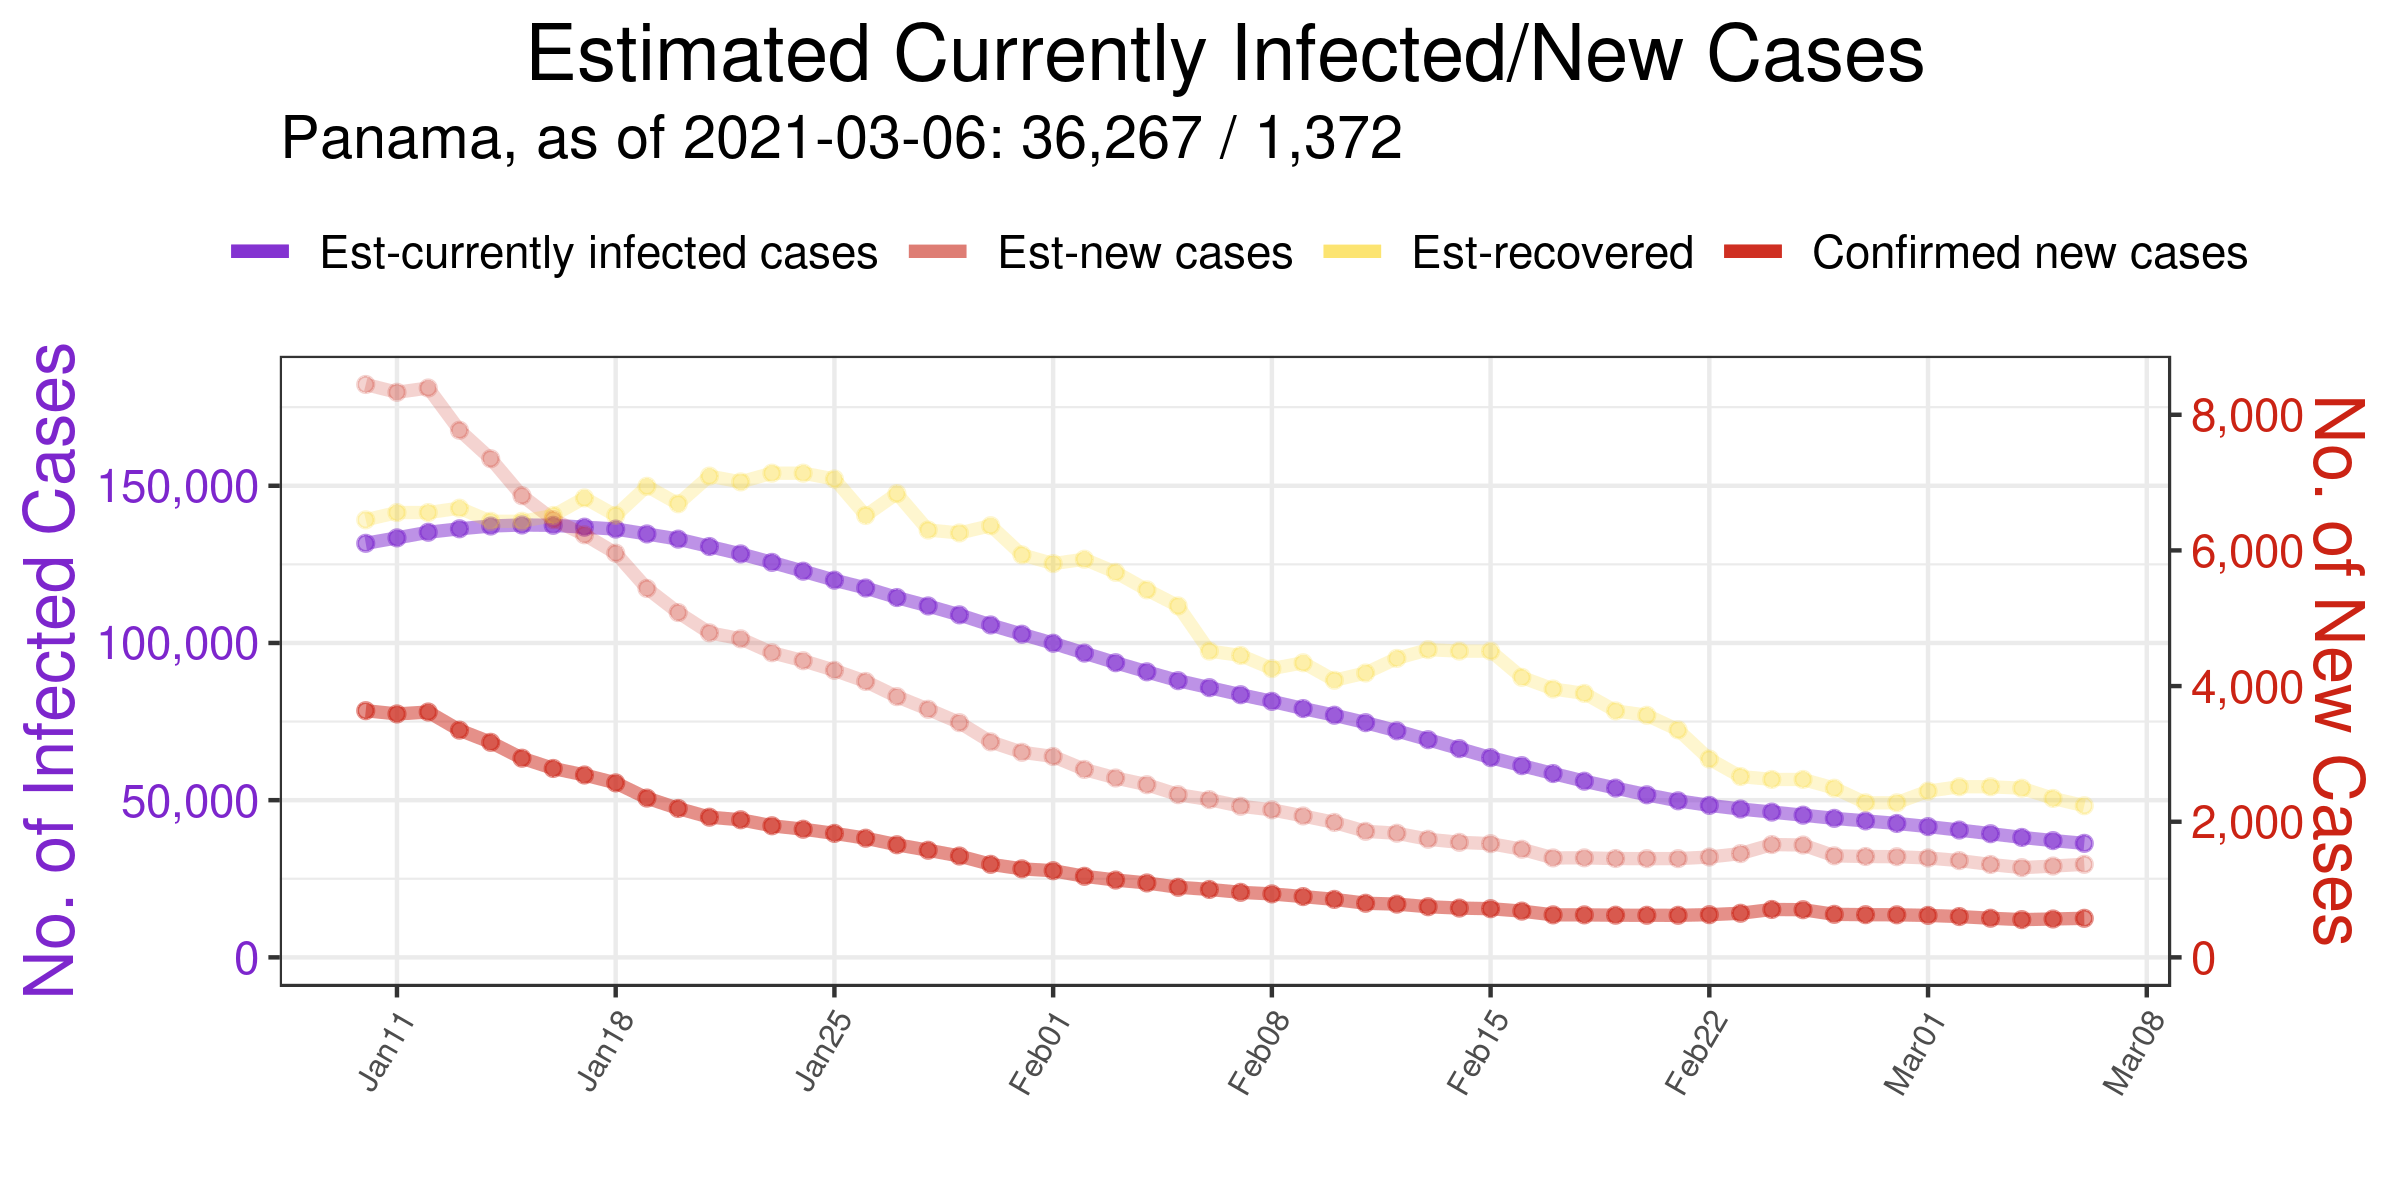 Estimated Currently Infected/New Cases
Panama, as of 2021-03-06: 36,267 / 1,372
Est-currently infected cases Est-new cases Est-recovered Confirmed new cases
No. of Infected Cases
150,000
100,000
50,000
0
8,000
6,000
4,000
2,000
0
No. of New Cases
Jan11 Jan18 Jan25 Feb01 Feb08 Feb15 Feb22 Mar01 Mar08